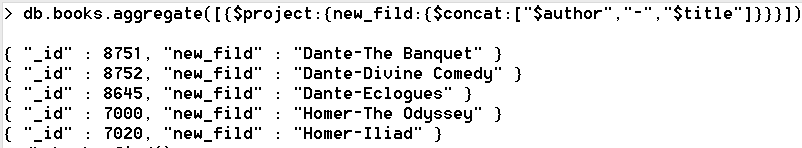 > db.books.aggregate([{$project:{new_fild:{$concat:["$author","-","$title"]}}}])
{ "_id" : 8751, "new_fild" : "Dante-The Banquet" }
{ "_id" : 8752, "new_fild" : "Dante-Divine Comedy" }
{ "_id" : 8645, "new_fild" : "Dante-Eclogues" }
{ "_id" : 7000, "new_fild" : "Homer-The Odyssey" }
{ "_id" : 7020, "new_fild" : "Homer-Iliad" }